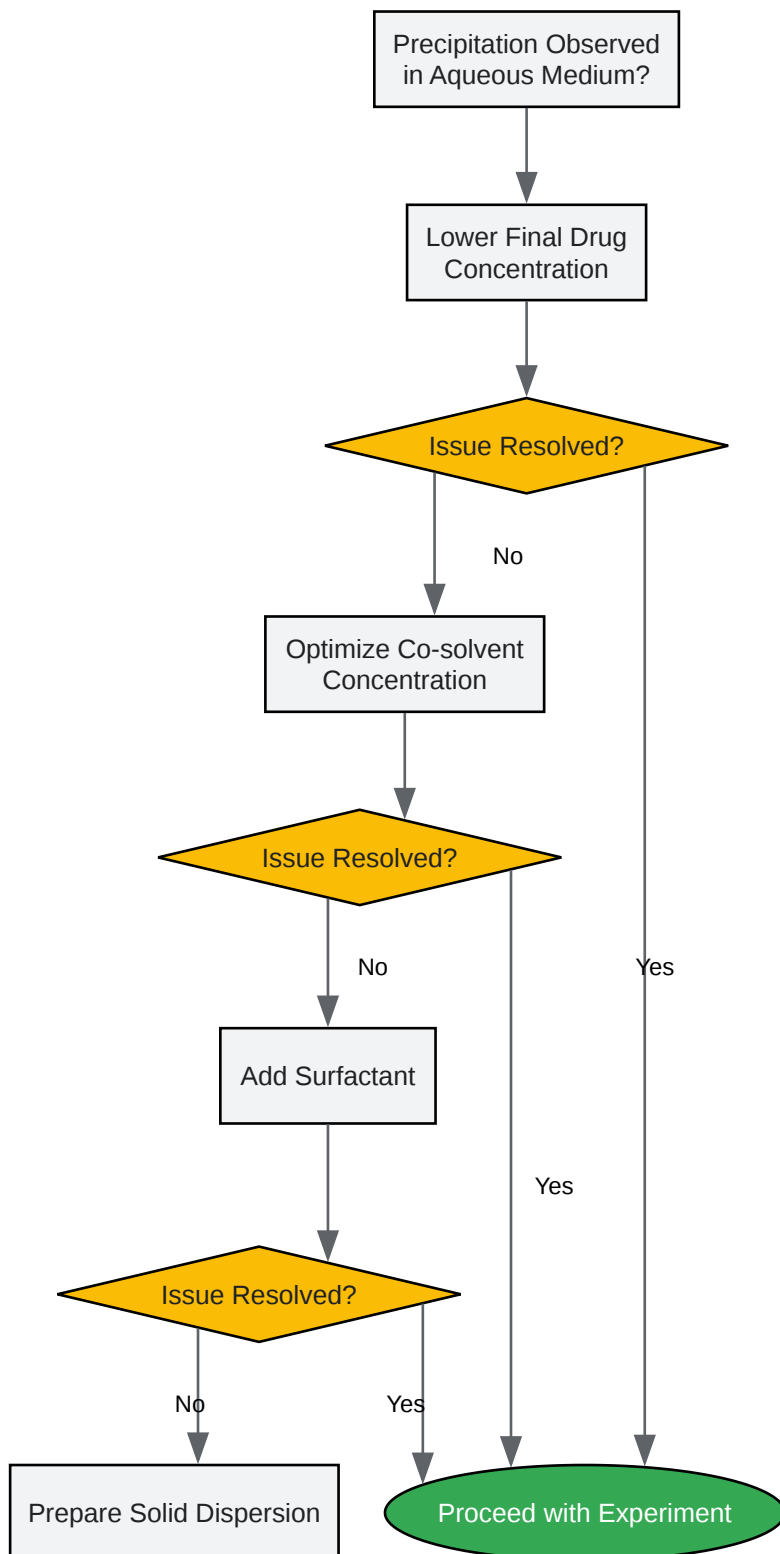 Precipitation Observed
in Aqueous Medium?
Lower Final Drug
Concentration
Issue Resolved?
No
Optimize Co-solvent
Concentration
Issue Resolved?
No
Yes
Add Surfactant
Yes
Issue Resolved?
No
Yes
Prepare Solid Dispersion
Proceed with Experiment